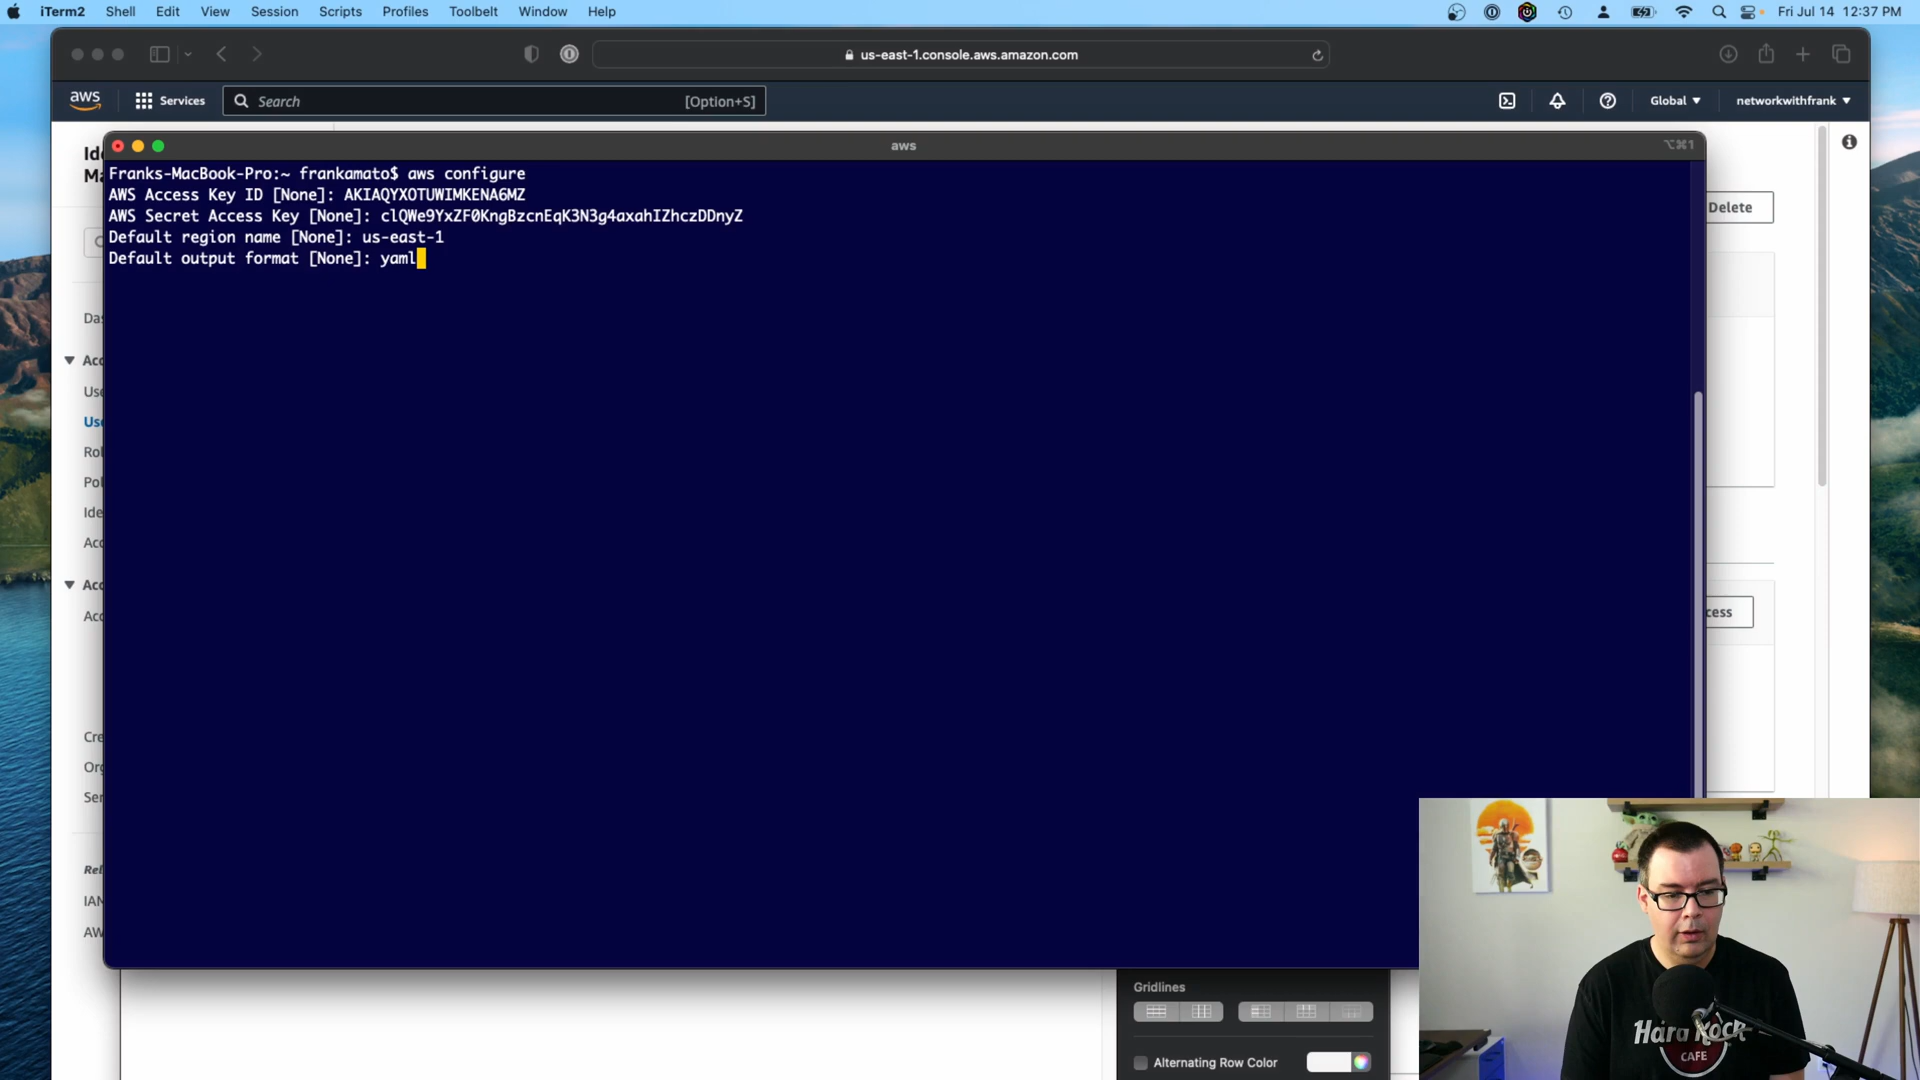 iTerm2 Shell Edit View Session Scripts Profiles Toolbelt Window Help Fri Jul 14 12:37 PM
us-east-1.console.aws.amazon.com
aws Services Search [Option+S] Global networkwithfrank
aws ⌥⌘1
Delete
Franks-MacBook-Pro:~ frankamato$ aws configure
AWS Access Key ID [None]: AKIAQYXOTUWIMKENA6MZ
AWS Secret Access Key [None]: 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
Default region name [None]: us-east-1
Default output format [None]: yaml
Gridlines
Alternating Row Color
Hard Rock
CAFE